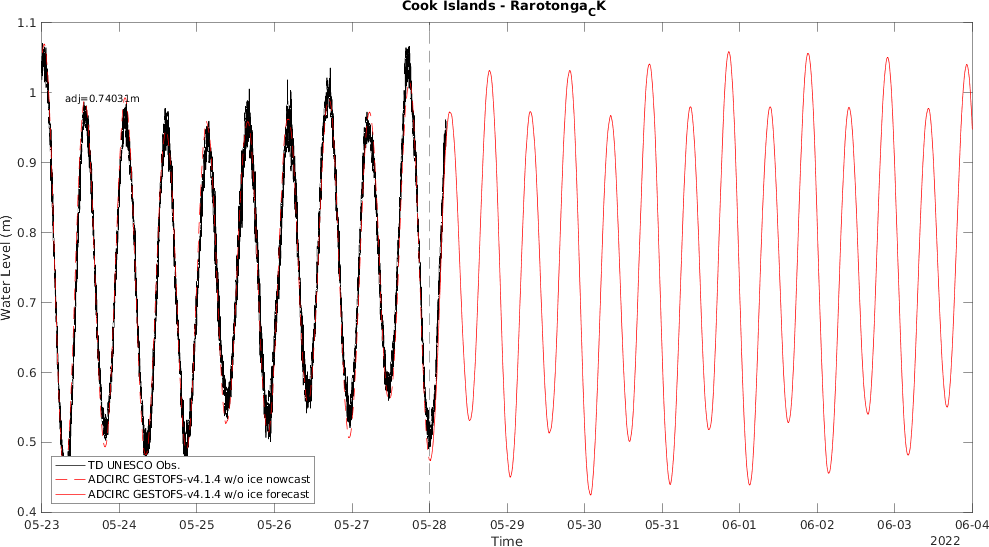 Cook Islands - Rarotonga_CK
1.1
1
0.9
0.8
0.7
0.6
0.5
0.4
Water Level (m)
adj=0.74031m
TD UNESCO Obs.
ADCIRC GESTOFS-v4.1.4 w/o ice nowcast
ADCIRC GESTOFS-v4.1.4 w/o ice forecast
05-23 05-24 05-25 05-26 05-27 05-28 05-29 05-30 05-31 06-01 06-02 06-03 06-04
Time
2022